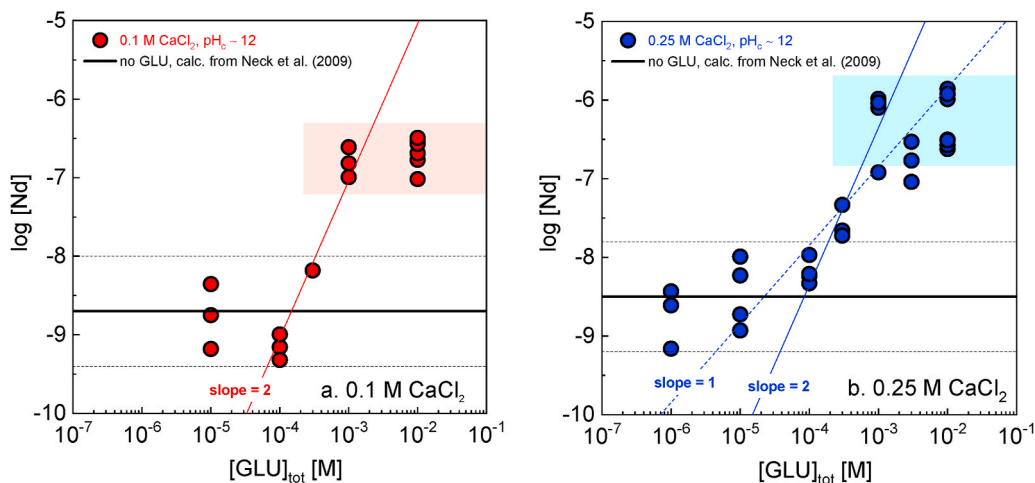 -5
-6
-7
-8
-9
-10
log [Nd]
0.1 M CaCl₂, pH_c ~ 12
no GLU, calc. from Neck et al. (2009)
slope = 2
a. 0.1 M CaCl₂
10⁻⁷ 10⁻⁶ 10⁻⁵ 10⁻⁴ 10⁻³ 10⁻² 10⁻¹
[GLU]_tot [M]
-5
-6
-7
-8
-9
-10
log [Nd]
0.25 M CaCl₂, pH_c ~ 12
no GLU, calc. from Neck et al. (2009)
slope = 1 slope = 2
b. 0.25 M CaCl₂
10⁻⁷ 10⁻⁶ 10⁻⁵ 10⁻⁴ 10⁻³ 10⁻² 10⁻¹
[GLU]_tot [M]